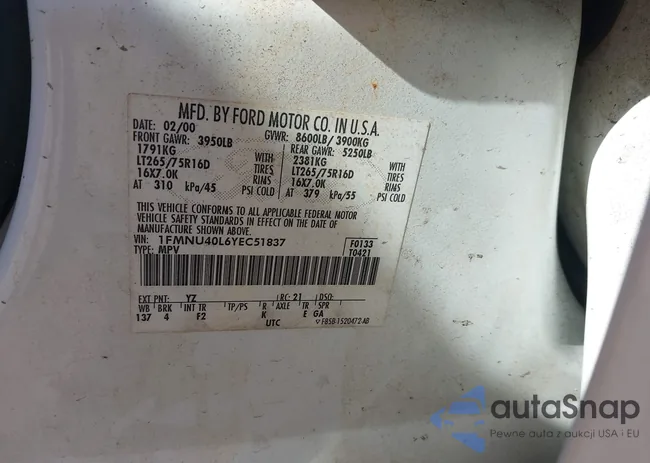 MFD. BY FORD MOTOR CO. IN U.S.A.
DATE: 02/00 GVWR: 8600LB/ 3900KG
FRONT GAWR: 3950LB REAR GAWR: 5250LB
1791KG WITH 2381KG WITH
LT265/75R16D TIRES LT265/75R16D TIRES
16X7.0K RIMS 16X7.0K RIMS
AT 310 kPa/45 PSI COLD AT 379 kPa/55 PSI COLD
THIS VEHICLE CONFORMS TO ALL APPLICABLE FEDERAL MOTOR
VEHICLE SAFETY STANDARDS IN EFFECT ON THE DATE OF
MANUFACTURE SHOWN ABOVE.
VIN: 1FMNU40L6YEC51837 F0133
TYPE: MPV T0421
EXT PNT: YZ RC: 21 DSO:
WB BRK INT TR TP/PS R AXLE TR SPR
137 4 F2 K E GA
UTC F85B-1520472-AB
autaSnap
Pewne auta z aukcji USA i EU